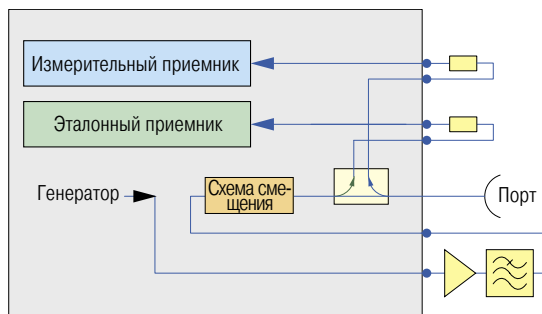 Измерительный приемник
Эталонный приемник
Генератор
Схема сме-
щения
Порт